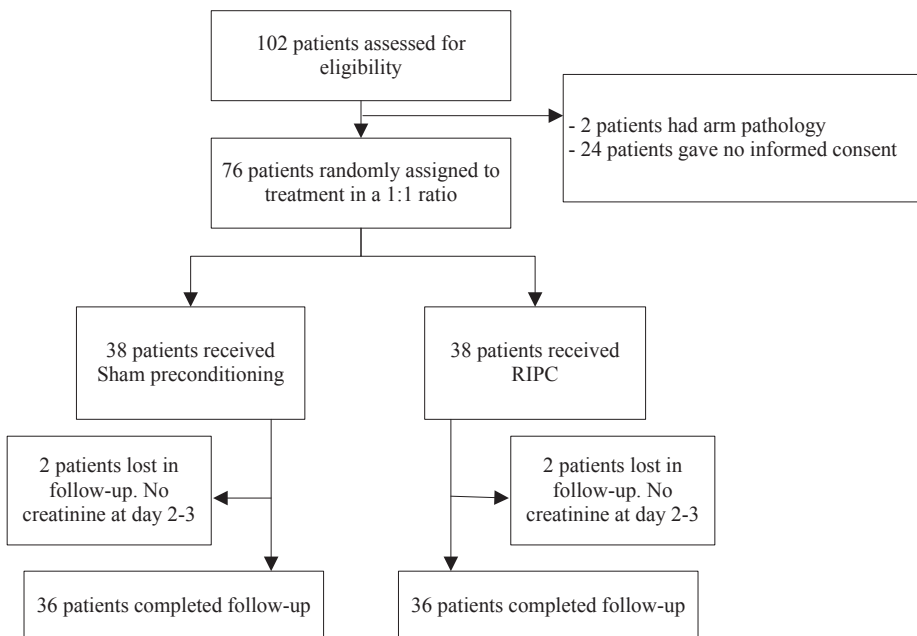 102 patients assessed for
eligibility
- 2 patients had arm pathology
- 24 patients gave no informed consent
76 patients randomly assigned to
treatment in a 1:1 ratio
38 patients received
Sham preconditioning
38 patients received
RIPC
2 patients lost in
follow-up. No
creatinine at day 2-3
2 patients lost in
follow-up. No
creatinine at day 2-3
36 patients completed follow-up
36 patients completed follow-up